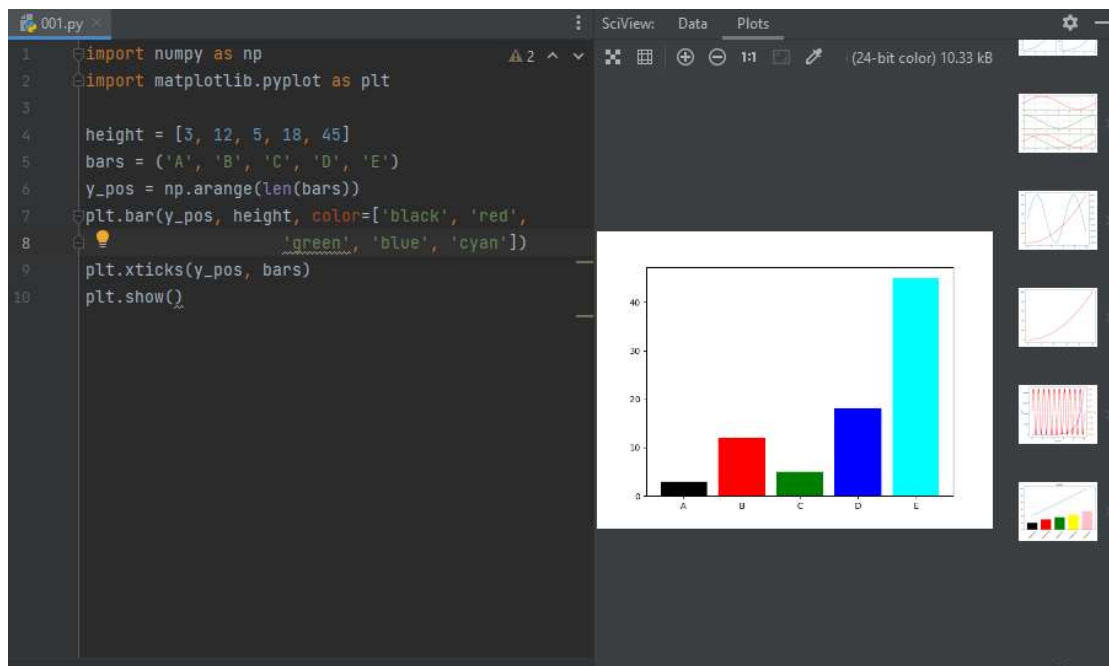 001.py
SciView: Data Plots
1 import numpy as np
2 import matplotlib.pyplot as plt
3
4 height = [3, 12, 5, 18, 45]
5 bars = ('A', 'B', 'C', 'D', 'E')
6 y_pos = np.arange(len(bars))
7 plt.bar(y_pos, height, color=['black', 'red',
8 'green', 'blue', 'cyan'])
9 plt.xticks(y_pos, bars)
10 plt.show()
2
1:1 (24-bit color) 10.33 kB
40
30
20
10
0
A B C D E